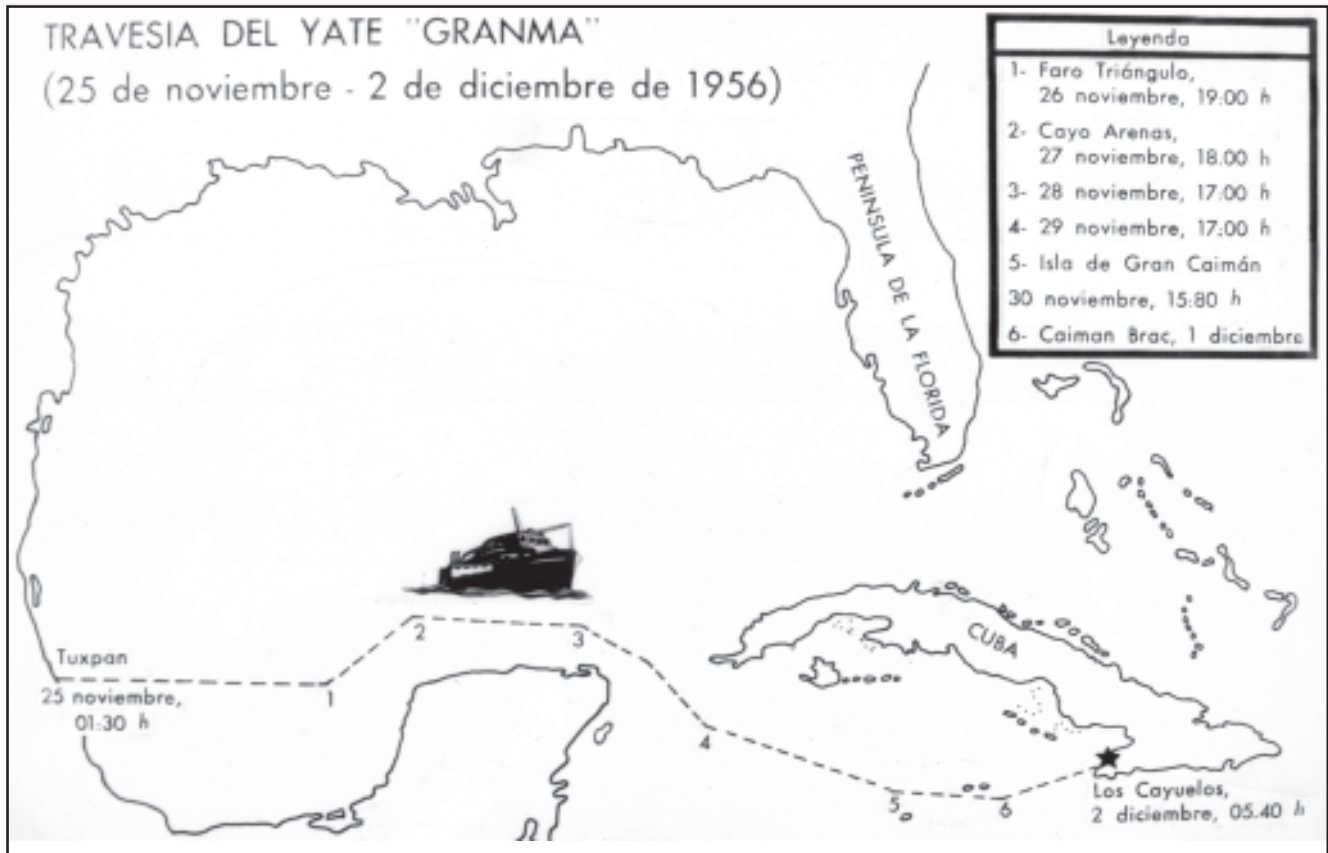 TRAVESIA DEL YATE "GRANMA"
(25 de noviembre - 2 de diciembre de 1956)
Leyenda
1- Faro Triángulo,
26 noviembre, 19:00 h
2- Cayo Arenas,
27 noviembre, 18.00 h
3- 28 noviembre, 17:00 h
4- 29 noviembre, 17:00 h
5- Isla de Gran Caimán
30 noviembre, 15:80 h
6- Caiman Brac, 1 diciembre
PENINSULA DE LA FLORIDA
CUBA
Tuxpan
25 noviembre,
01:30 h
1
2
3
4
5
6
Los Cayuelos,
2 diciembre, 05.40 h